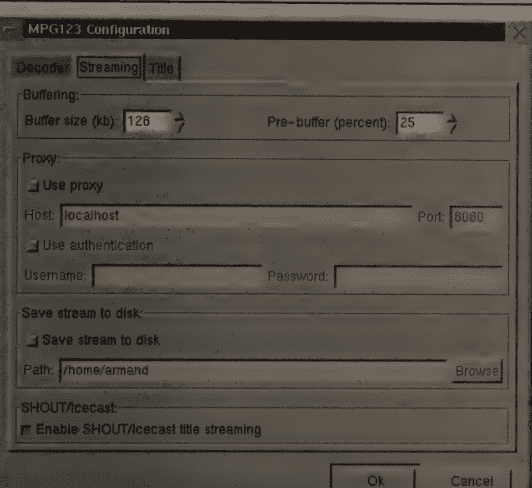 MPG123 Configuration
Decoder Streaming Title
Buffering:
Buffer size (kb): 128 Pre-buffer (percent): 25
Proxy:
Use proxy
Host: localhost Port: 8080
Use authentication
Username: Password:
Save stream to disk:
Save stream to disk
Path: /home/armand Browse
SHOUT/Icecast:
Enable SHOUT/Icecast title streaming
Ok Cancel